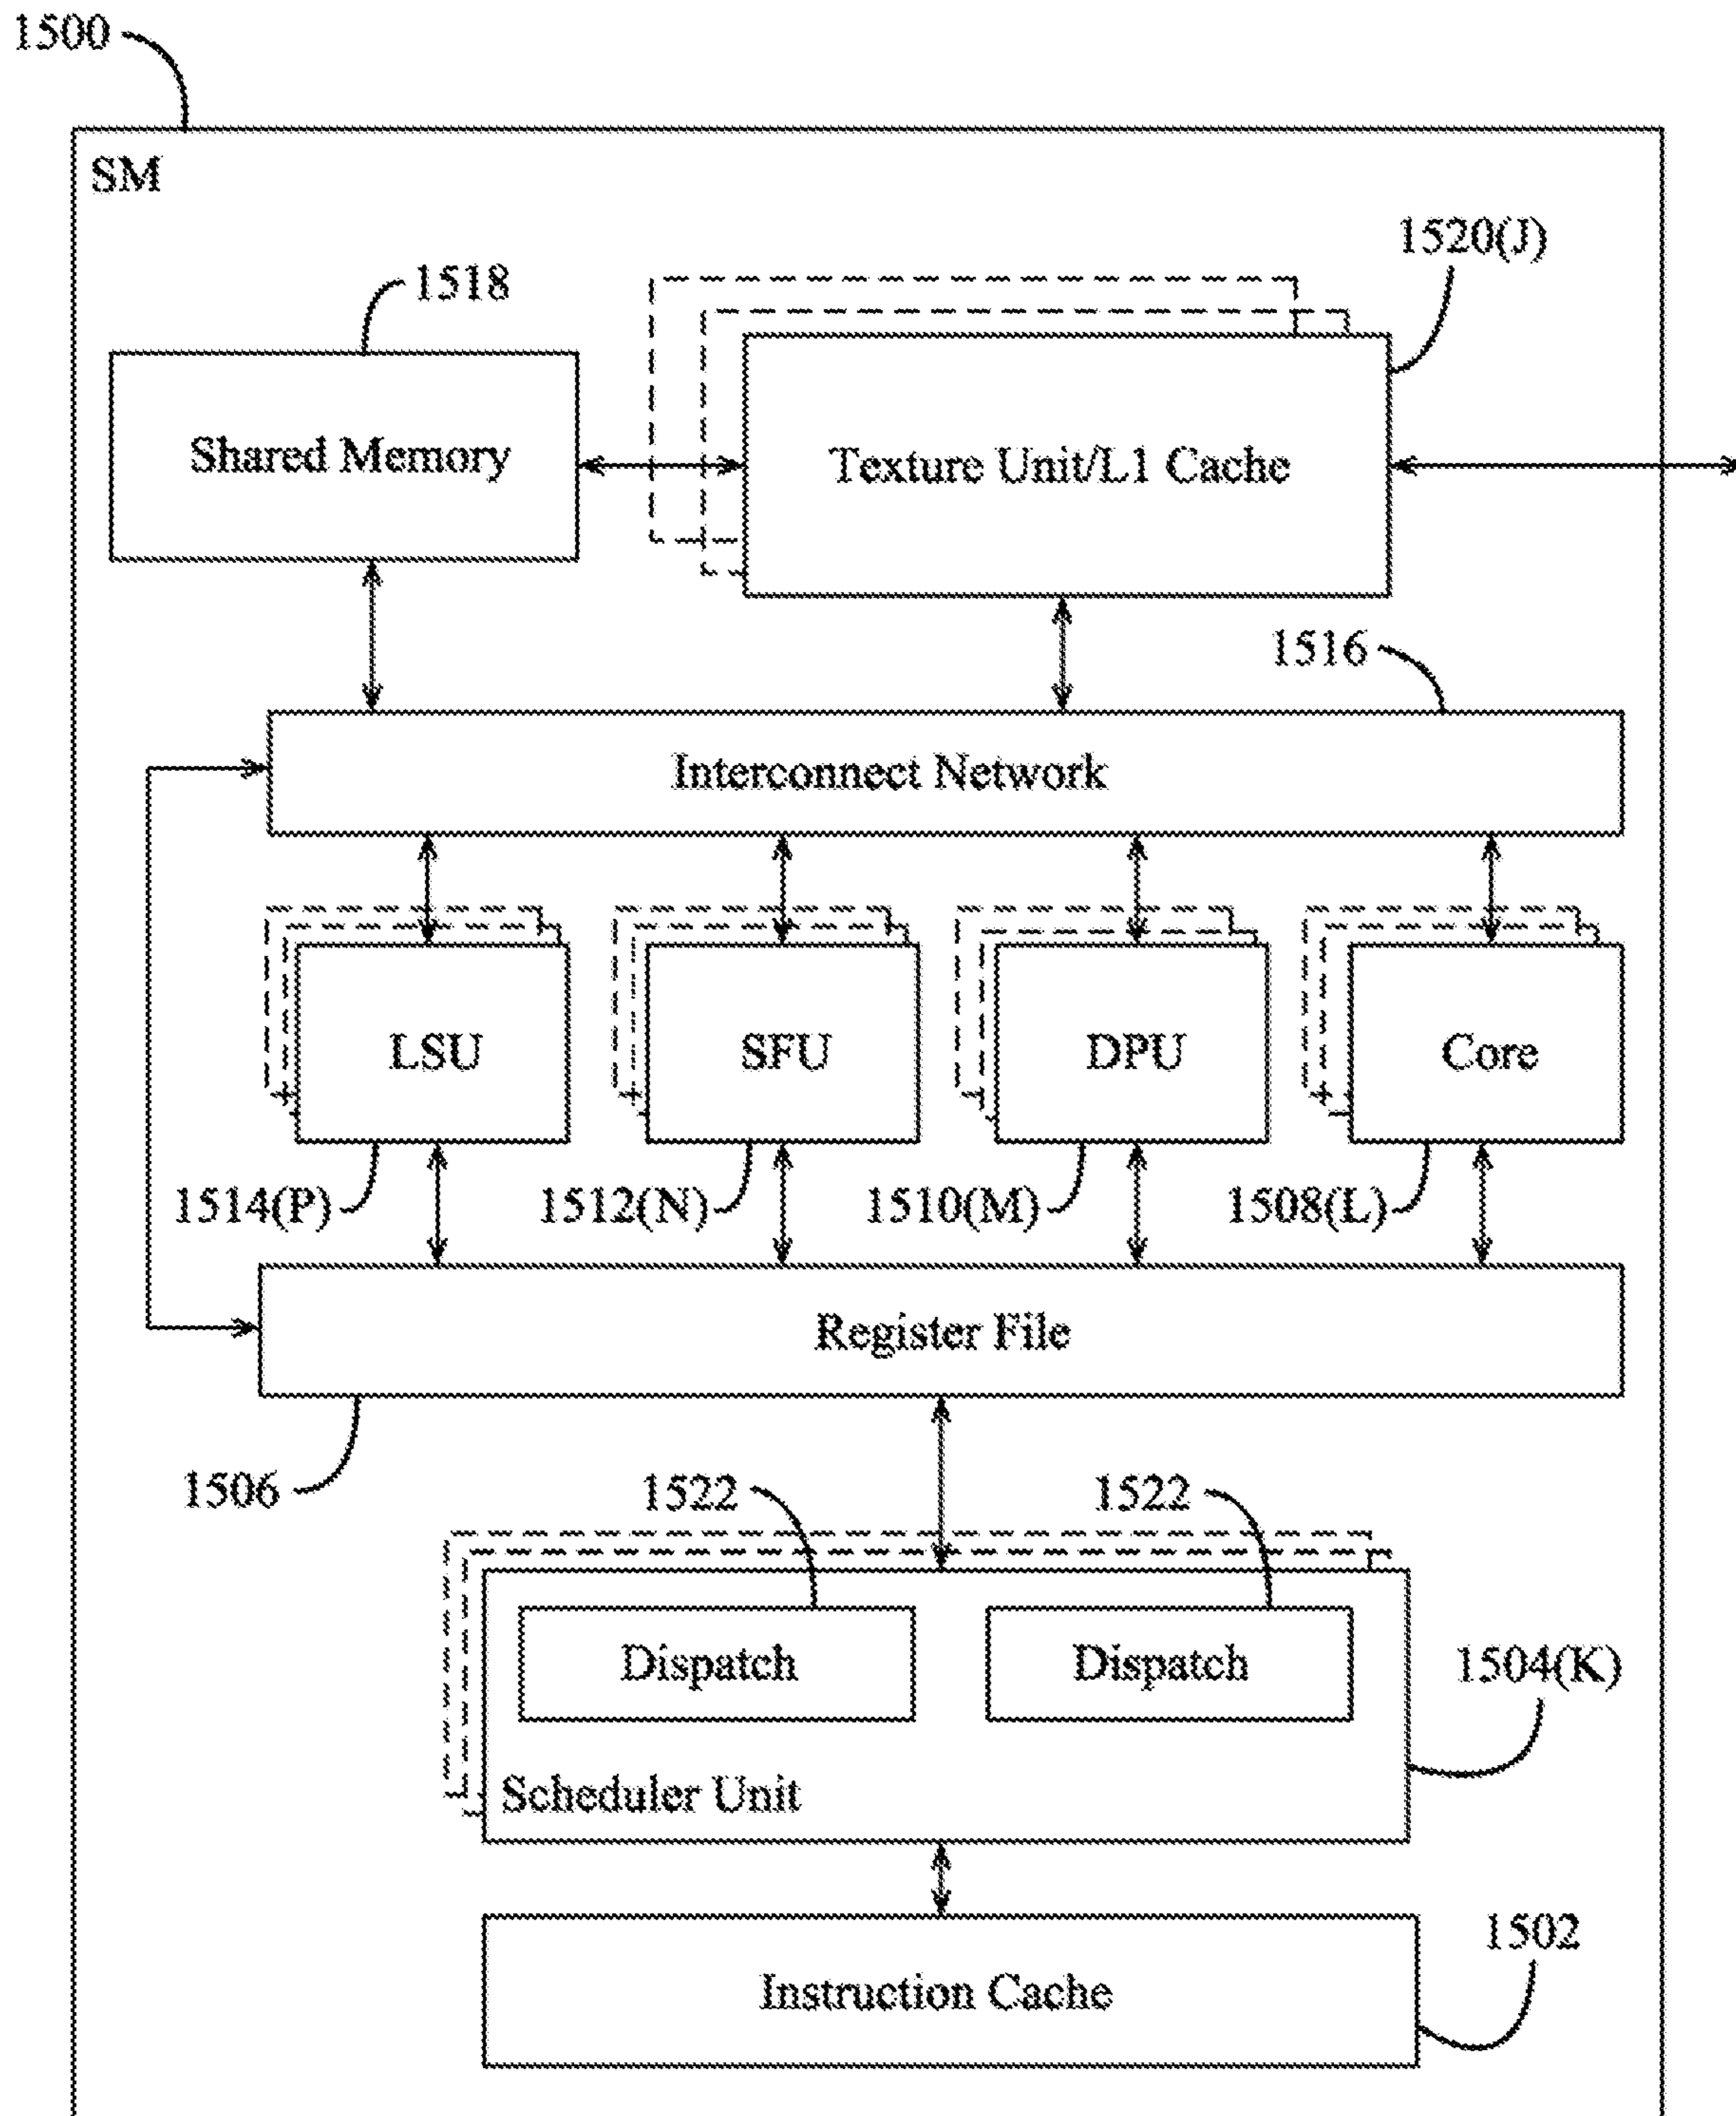 1500
SM
1520(J)
1518
Shared Memory
Texture Unit/L1 Cache
1516
Interconnect Network
LSU
SFU
DPU
Core
1514(P)
1512(N)
1510(M)
1508(L)
Register File
1506
1522
1522
Dispatch
Dispatch
1504(K)
Scheduler Unit
1502
Instruction Cache